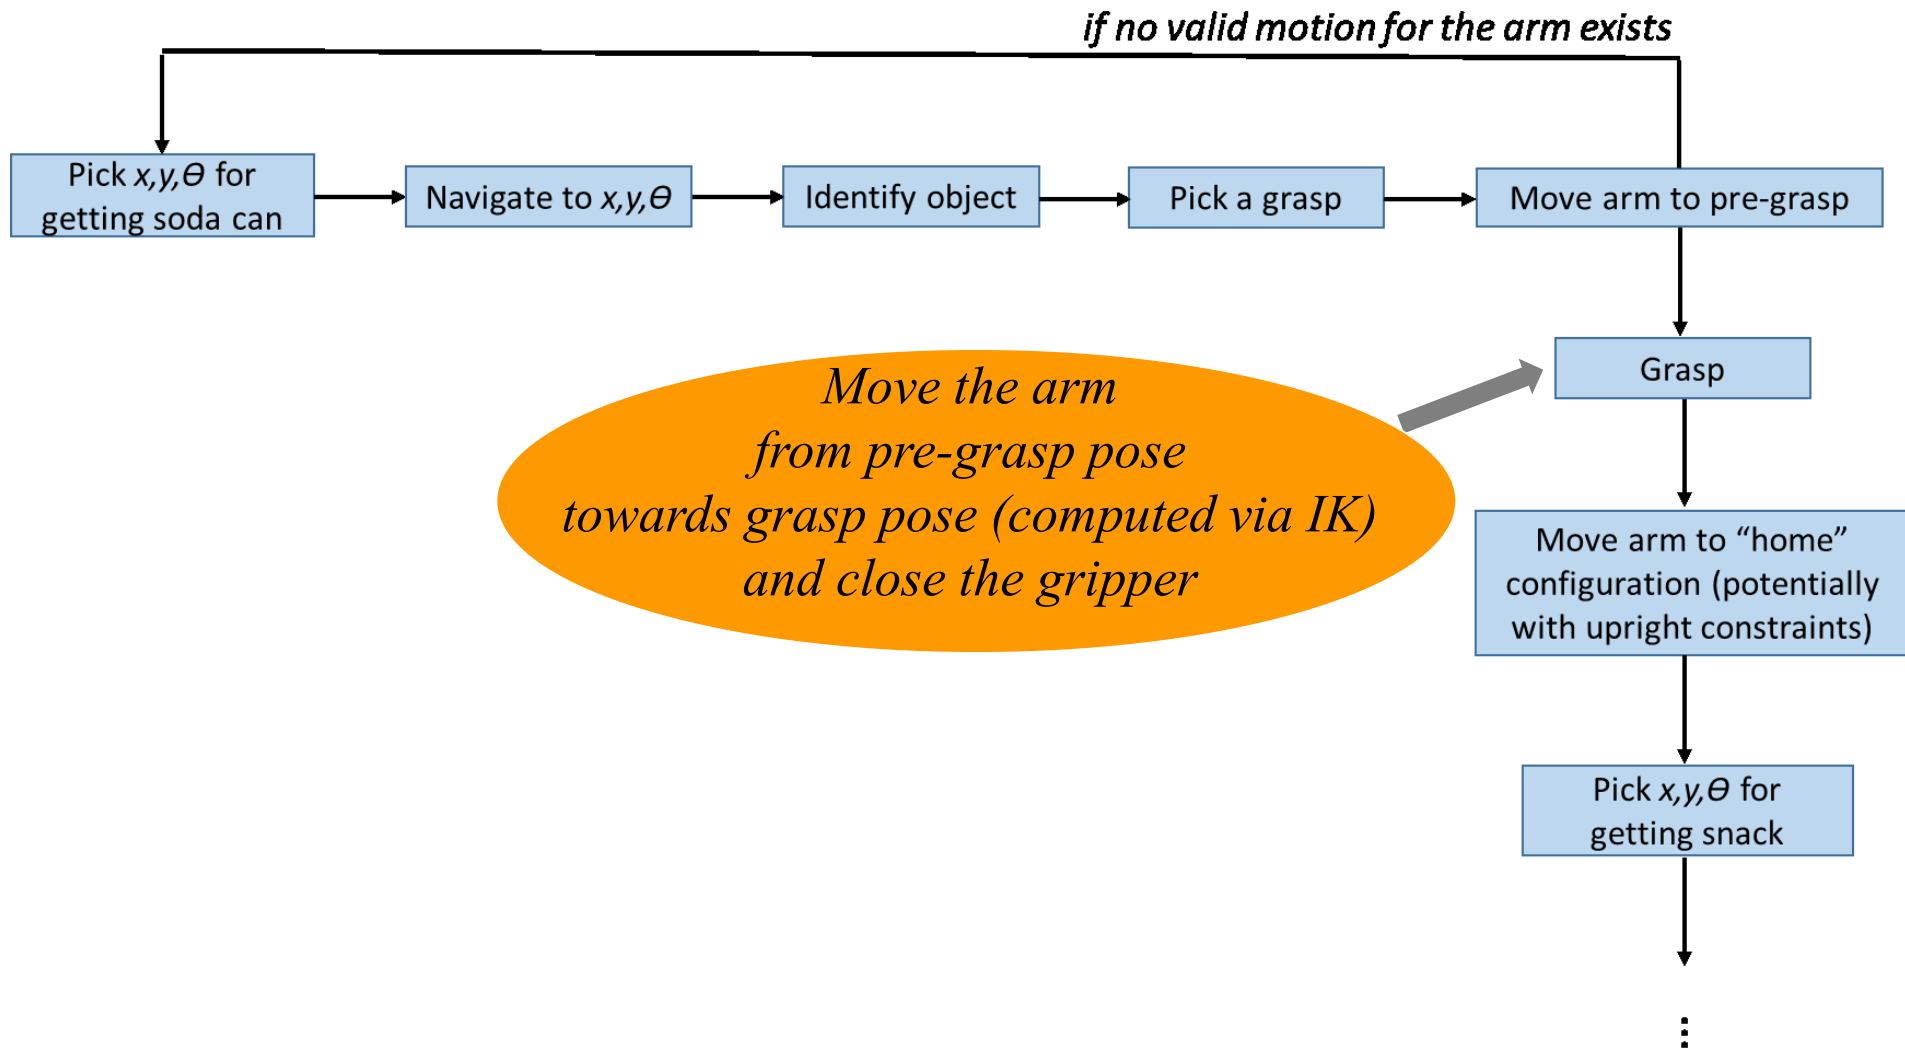 if no valid motion for the arm exists
Pick x,y,ϴ for
getting soda can
Navigate to x,y,ϴ
Identify object
Pick a grasp
Move arm to pre-grasp
Grasp
Move the arm
from pre-grasp pose
towards grasp pose (computed via IK)
and close the gripper
Move arm to “home”
configuration (potentially
with upright constraints)
Pick x,y,ϴ for
getting snack
⋮